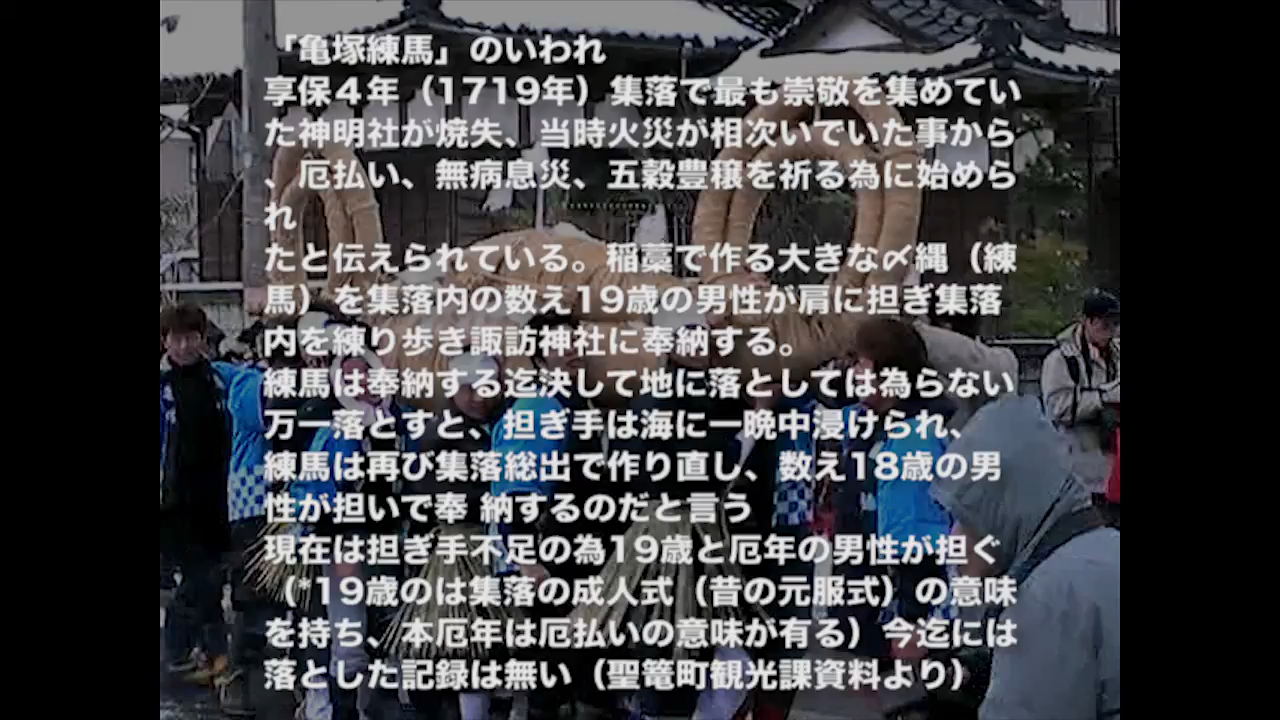 「亀塚練馬」のいわれ
享保４年（1719年）集落で最も崇敬を集めてい
た神明社が焼失、当時火災が相次いでいた事から
、厄払い、無病息災、五穀豊穣を祈る為に始めら
れ
たと伝えられている。稲藁で作る大きな〆縄（練
馬）を集落内の数え19歳の男性が肩に担ぎ集落
内を練り歩き諏訪神社に奉納する。
練馬は奉納する迄決して地に落としては為らない
万一落とすと、担ぎ手は海に一晩中浸けられ、
練馬は再び集落総出で作り直し、数え18歳の男
性が担いで奉 納するのだと言う
現在は担ぎ手不足の為19歳と厄年の男性が担ぐ
（*19歳のは集落の成人式（昔の元服式）の意味
を持ち、本厄年は厄払いの意味が有る）今迄には
落とした記録は無い（聖篭町観光課資料より）